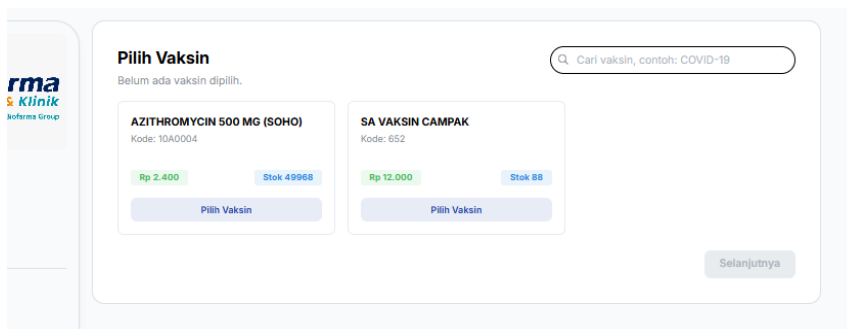 rma
& Klinik
Biofarma Group
Pilih Vaksin
Belum ada vaksin dipilih.
Cari vaksin, contoh: COVID-19
AZITHROMYCIN 500 MG (SOHO)
Kode: 10A0004
Rp 2.400
Stok 49968
Pilih Vaksin
SA VAKSIN CAMPAK
Kode: 652
Rp 12.000
Stok 88
Pilih Vaksin
Selanjutnya